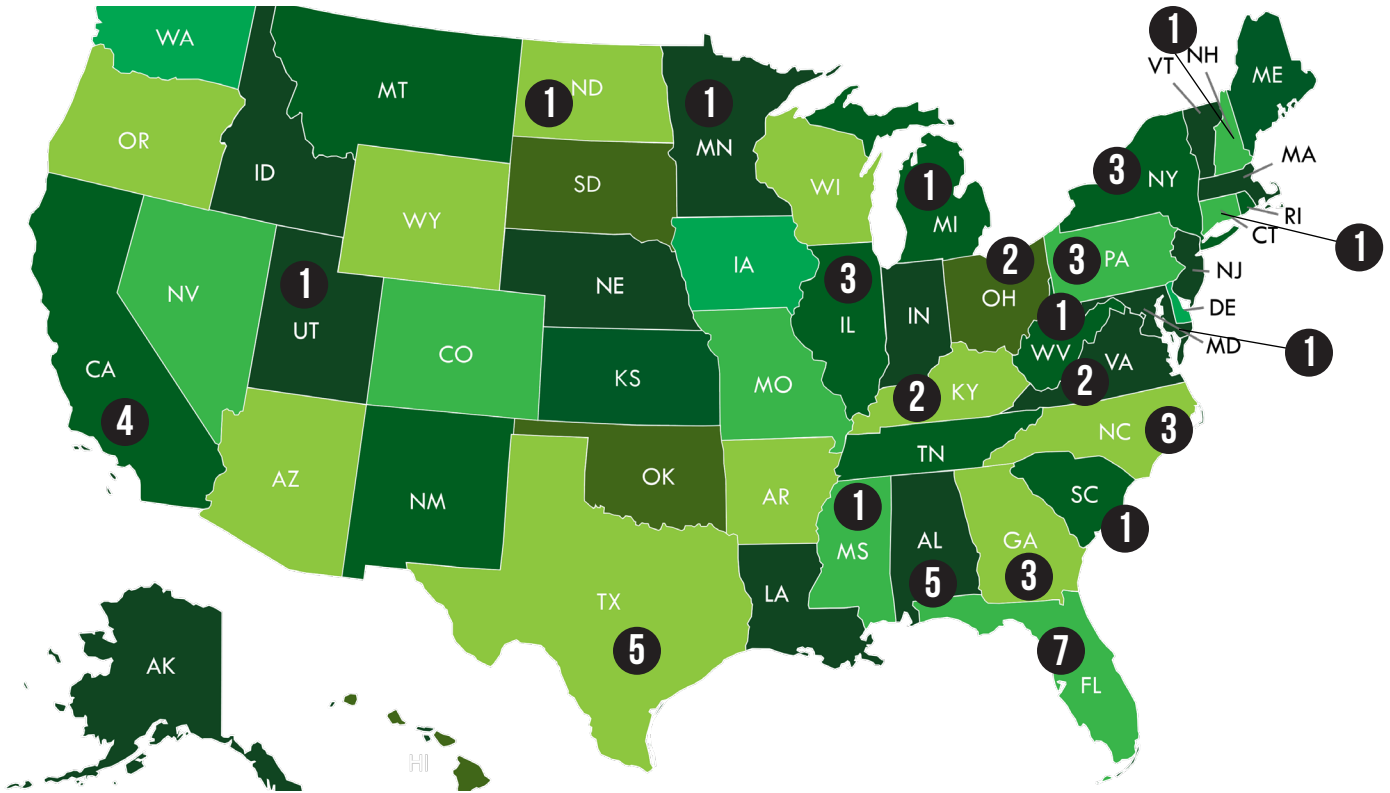 WA
MT
1
ND
1
MN
1
VT
NH
ME
OR
ID
WY
SD
WI
1
MI
3
NY
MA
RI
CT
1
CA
4
NV
1
UT
CO
NE
KS
IA
MO
3
IL
IN
2
OH
3
PA
NJ
DE
MD
1
1
WV
VA
2
2
KY
NC
3
TN
AZ
NM
OK
AR
1
MS
AL
5
GA
3
SC
1
LA
TX
5
7
FL
AK
HI